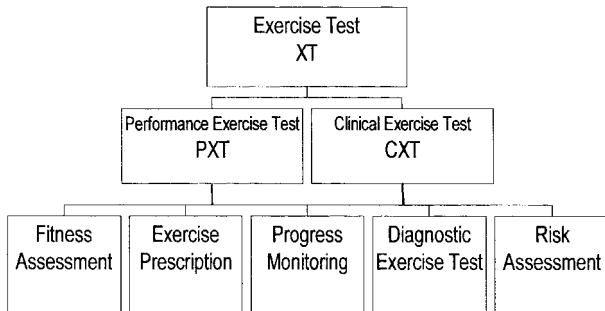 Exercise Test
XT
Performance Exercise Test
PXT
Clinical Exercise Test
CXT
Fitness
Assessment
Exercise
Prescription
Progress
Monitoring
Diagnostic
Exercise Test
Risk
Assessment